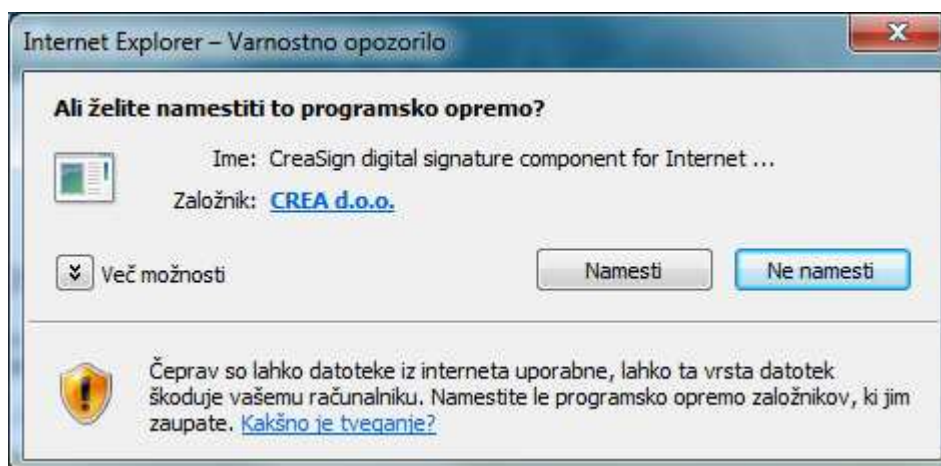 Internet Explorer – Varnostno opozorilo
Ali želite namestiti to programsko opremo?
Ime: CreaSign digital signature component for Internet ...
Založnik: CREA d.o.o.
Več možnosti
Namesti
Ne namesti
Čeprav so lahko datoteke iz interneta uporabne, lahko ta vrsta datotek
škoduje vašemu računalniku. Namestite le programsko opremo založnikov, ki jim
zaupate. Kakšno je tveganje?